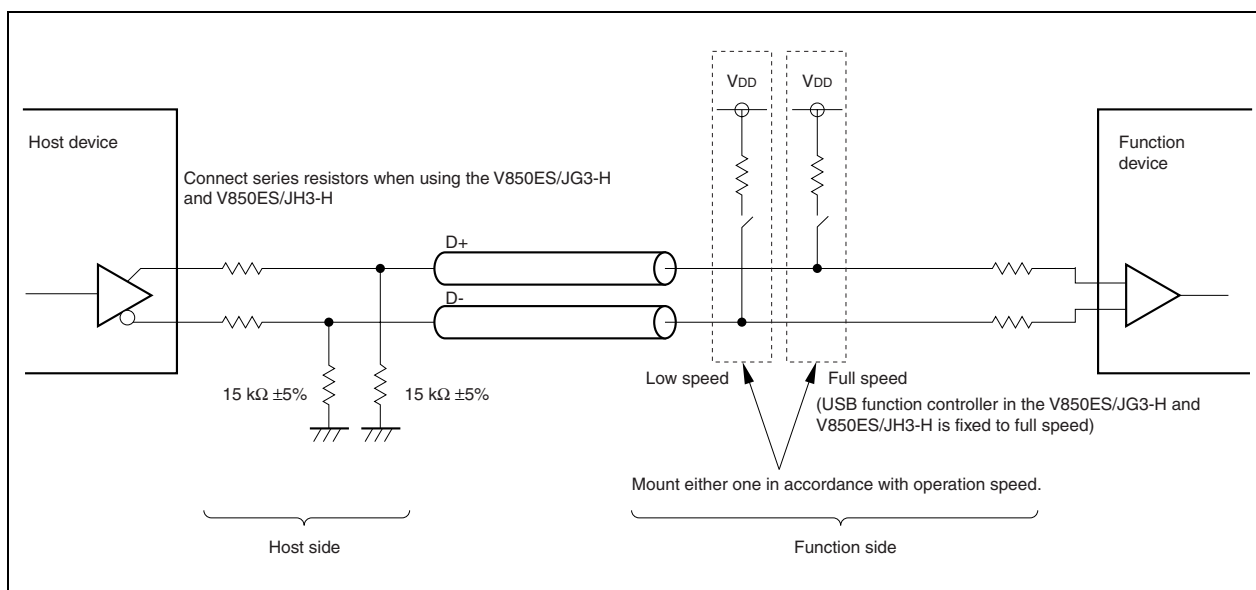 VDD
VDD
Host device
Function
device
Connect series resistors when using the V850ES/JG3-H
and V850ES/JH3-H
D+
D-
15 kΩ ±5%
15 kΩ ±5%
Low speed
Full speed
(USB function controller in the V850ES/JG3-H and
V850ES/JH3-H is fixed to full speed)
Mount either one in accordance with operation speed.
Host side
Function side